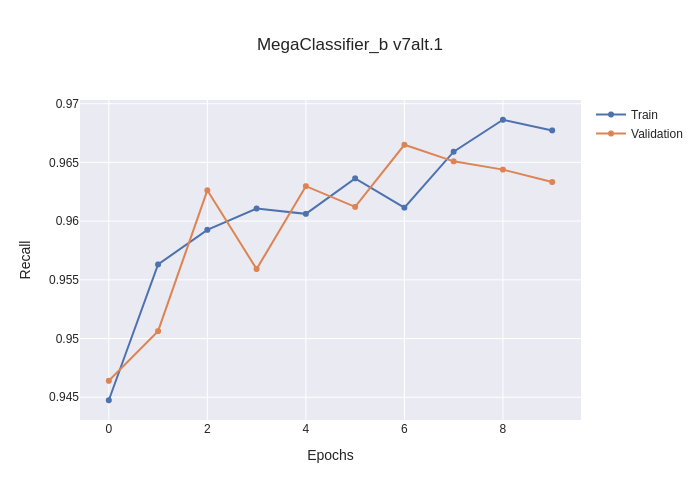 MegaClassifier_b v7alt.1
0.97
0.965
0.96
0.955
0.95
0.945
Recall
0 2 4 6 8
Epochs
Train
Validation